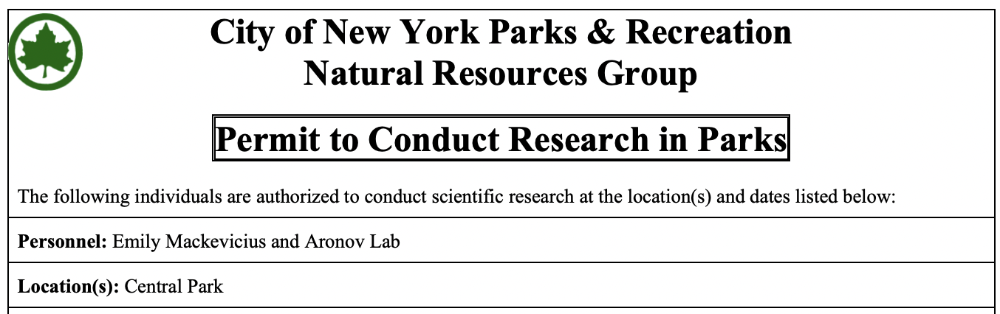 City of New York Parks & Recreation
Natural Resources Group
Permit to Conduct Research in Parks
The following individuals are authorized to conduct scientific research at the location(s) and dates listed below:
Personnel: Emily Mackevicius and Aronov Lab
Location(s): Central Park